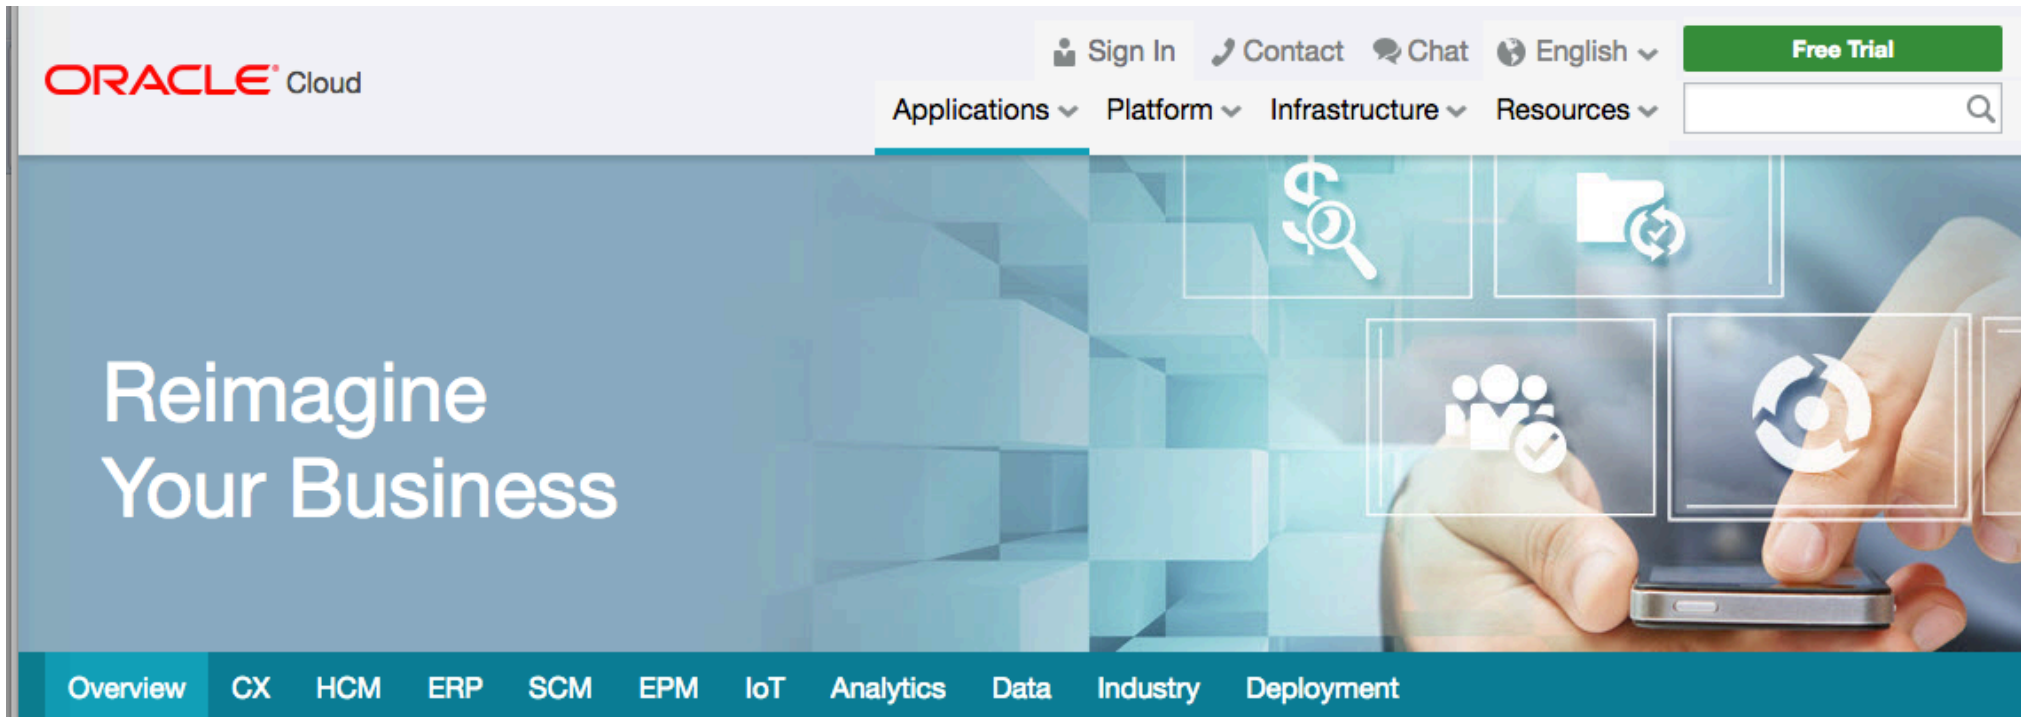 Sign In Contact Chat English Free Trial
ORACLE® Cloud
Applications Platform Infrastructure Resources
Reimagine
Your Business
Overview CX HCM ERP SCM EPM IoT Analytics Data Industry Deployment